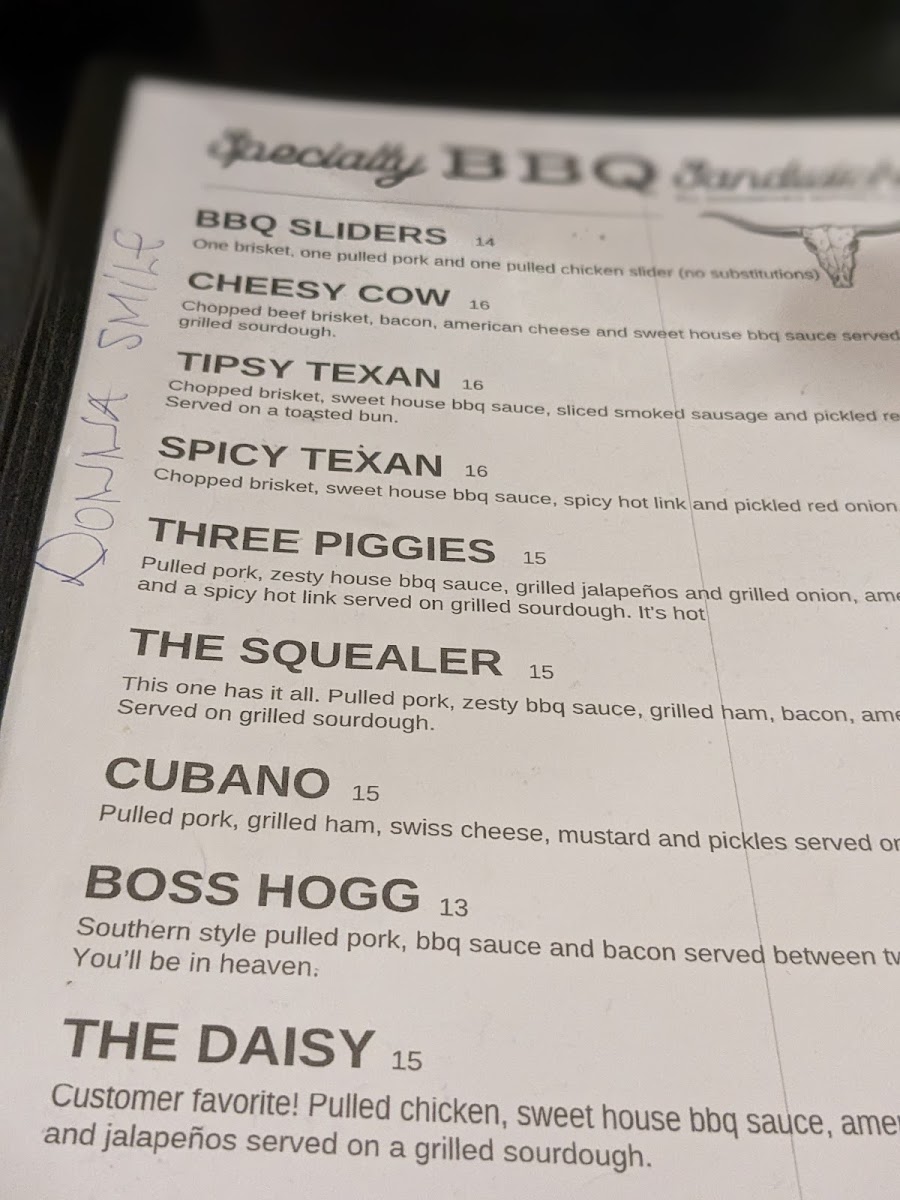 Specialty BBQ
BBQ SLIDERS 14
One brisket, one pulled pork and one pulled chicken slider (no substitutions)
CHEESY COW 16
Chopped beef brisket, bacon, american cheese and sweet house bbq sauce served
grilled sourdough.
TIPSY TEXAN 16
Chopped brisket, sweet house bbq sauce, sliced smoked sausage and pickled re
Served on a toasted bun.
SPICY TEXAN 16
Chopped brisket, sweet house bbq sauce, spicy hot link and pickled red onion
THREE PIGGIES 15
Pulled pork, zesty house bbq sauce, grilled jalapeños and grilled onion, ame
and a spicy hot link served on grilled sourdough. It's hot
THE SQUEALER 15
This one has it all. Pulled pork, zesty bbq sauce, grilled ham, bacon, ame
Served on grilled sourdough.
CUBANO 15
Pulled pork, grilled ham, swiss cheese, mustard and pickles served or
BOSS HOGG 13
Southern style pulled pork, bbq sauce and bacon served between tw
You'll be in heaven.
THE DAISY 15
Customer favorite! Pulled chicken, sweet house bbq sauce, amer
and jalapeños served on a grilled sourdough.
DONNA SMILF